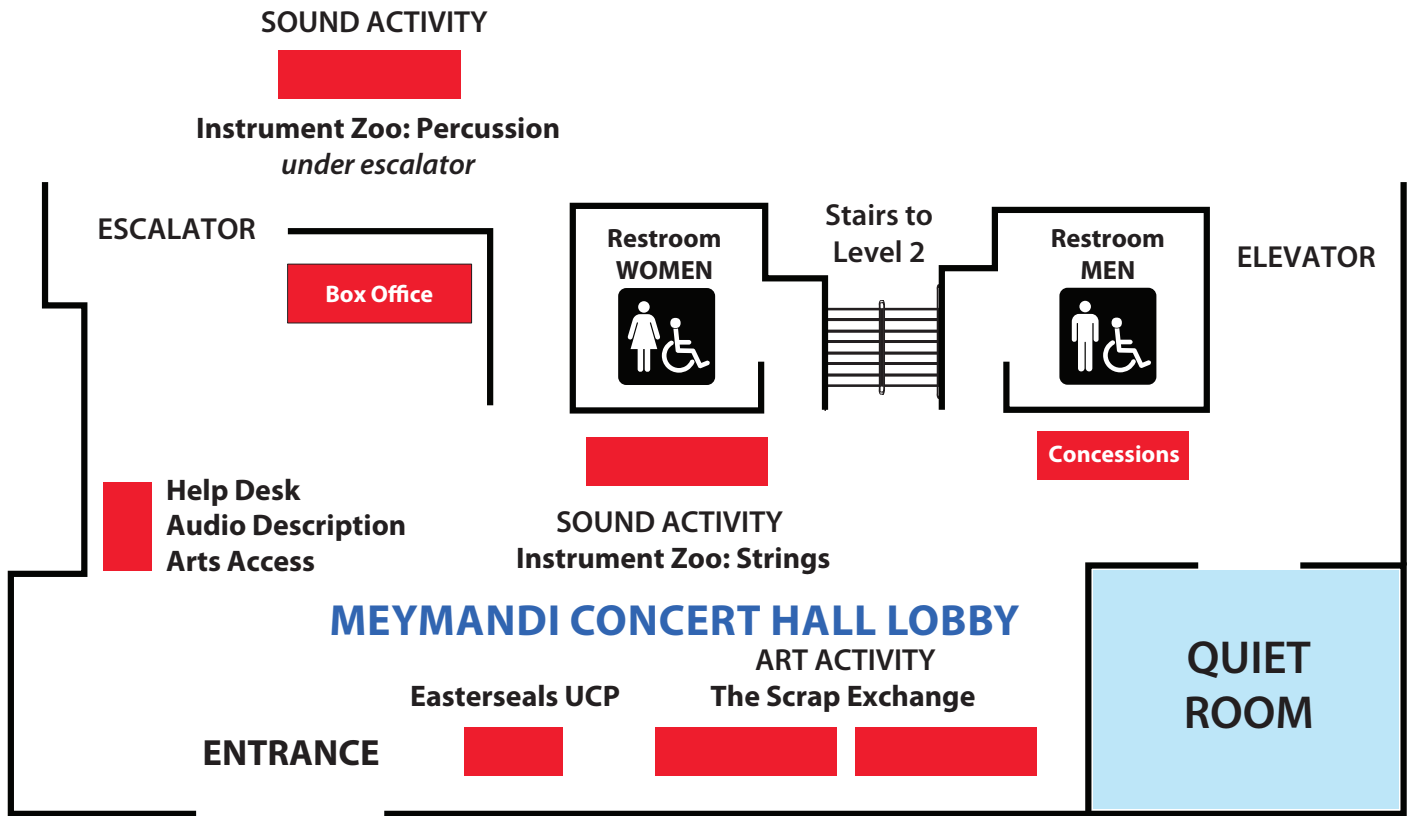 SOUND ACTIVITY
Instrument Zoo: Percussion
under escalator
ESCALATOR
Box Office
Restroom
WOMEN
Stairs to
Level 2
Restroom
MEN
ELEVATOR
Concessions
Help Desk
Audio Description
Arts Access
SOUND ACTIVITY
Instrument Zoo: Strings
MEYMANDI CONCERT HALL LOBBY
ART ACTIVITY
The Scrap Exchange
Easterseals UCP
ENTRANCE
QUIET
ROOM